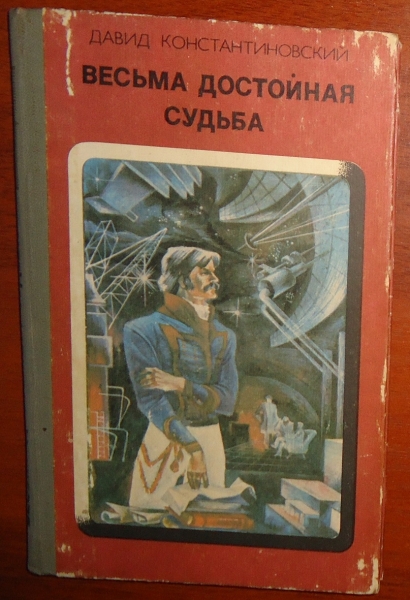 ДАВИД КОНСТАНТИНОВСКИЙ
ВЕСЬМА ДОСТОЙНАЯ
СУДЬБА